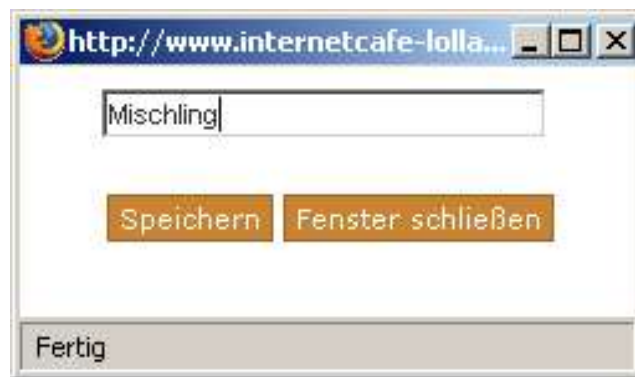 http://www.internetcafe-lolla...
Mischling
Speichern Fenster schließen
Fertig